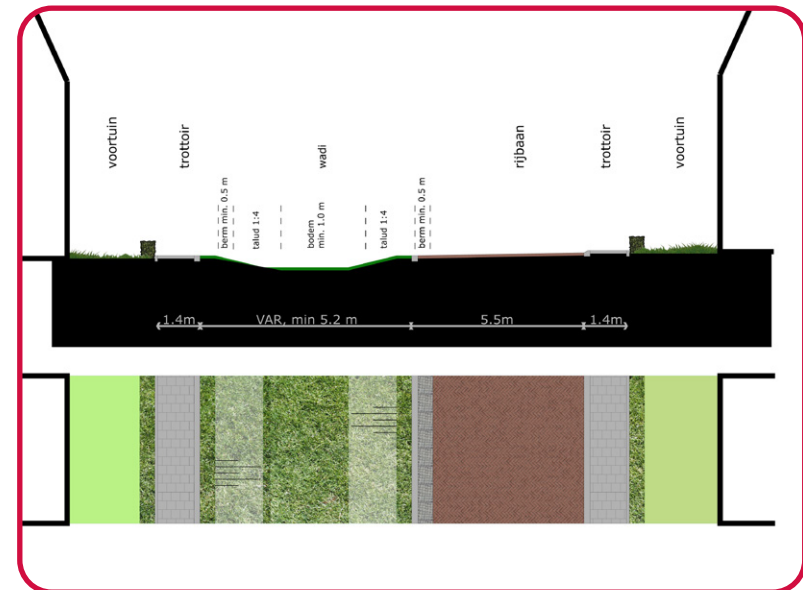 voortuin
trottoir
wadi
rijbaan
trottoir
voortuin
berm min. 0.5 m
talud 1:4
bodem
min. 1.0 m
talud 1:4
berm min. 0.5 m
1.4m
VAR, min 5.2 m
5.5m
1.4m